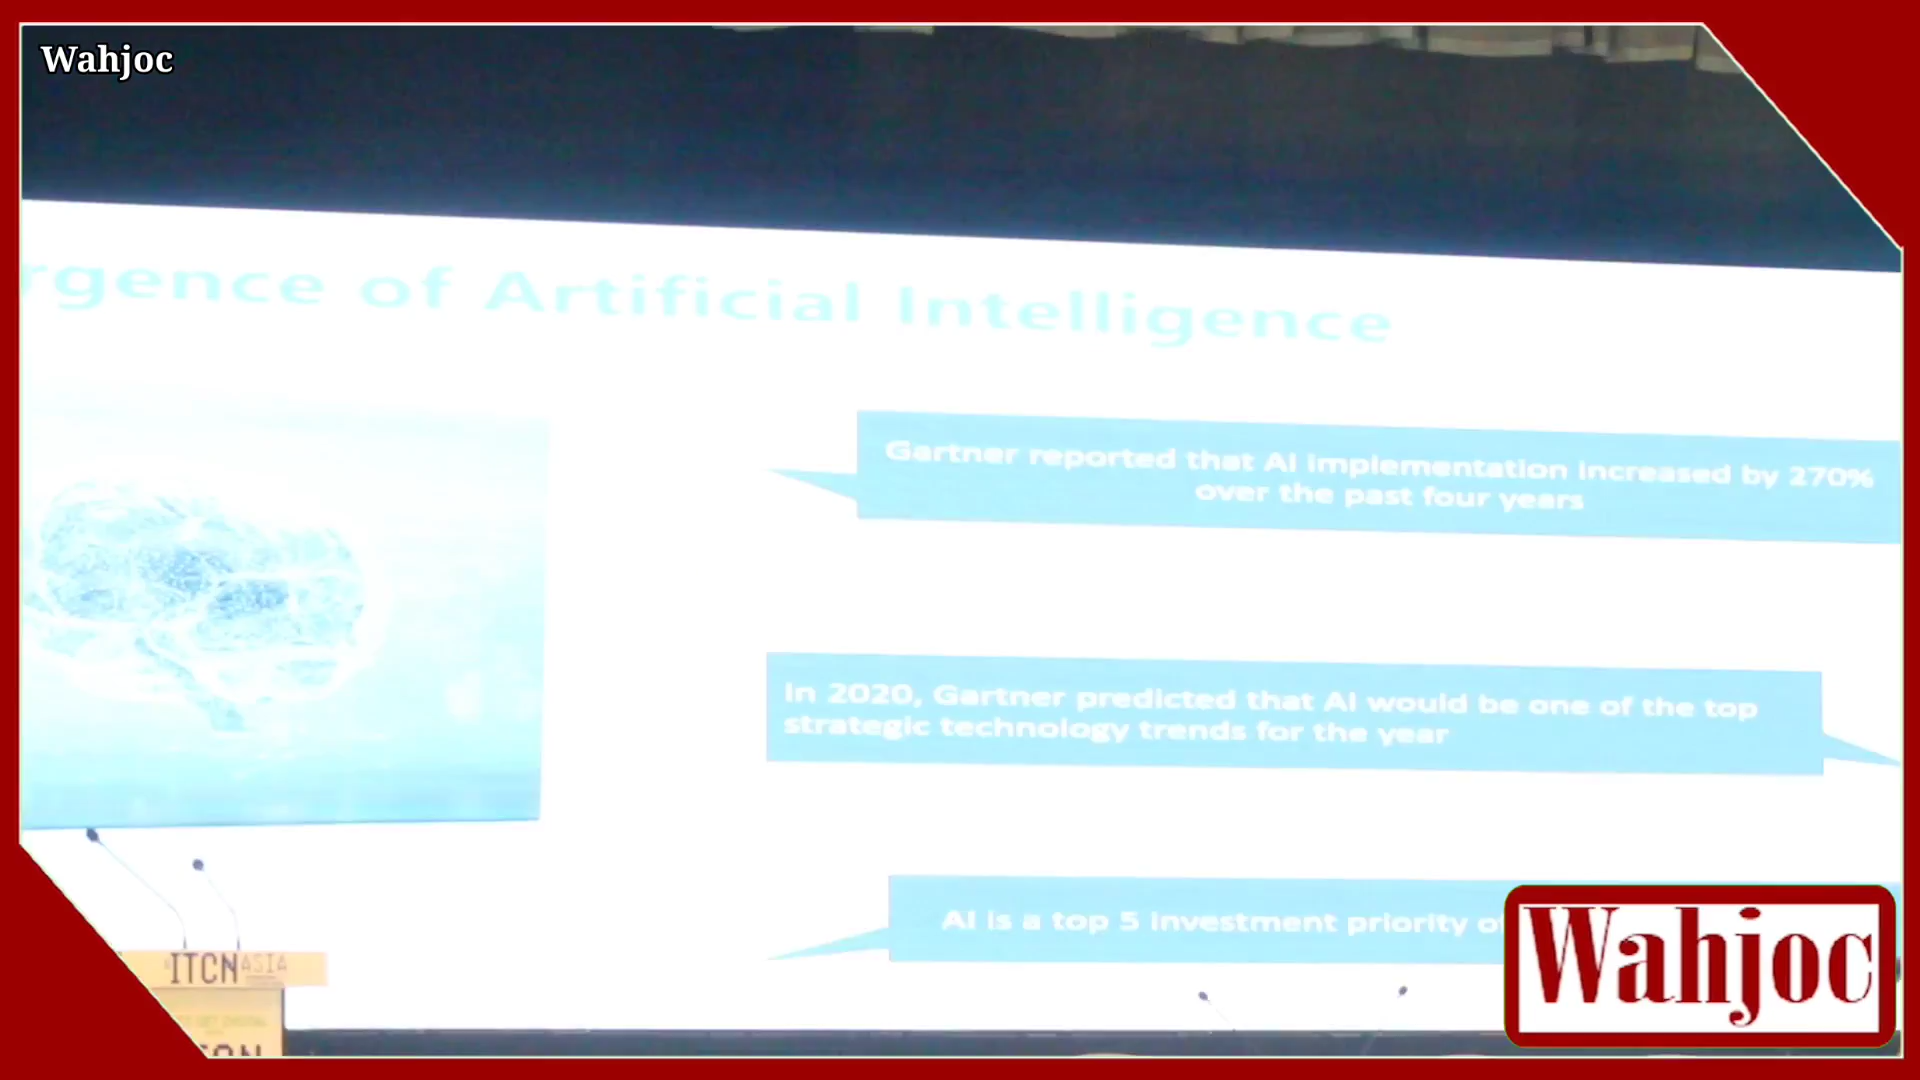 Wahjoc
rgence of Artificial Intelligence
Gartner reported that AI implementation increased by 270%
over the past four years
In 2020, Gartner predicted that AI would be one of the top
strategic technology trends for the year
AI is a top 5 investment priority of
ITCN ASIA
Wahjoc